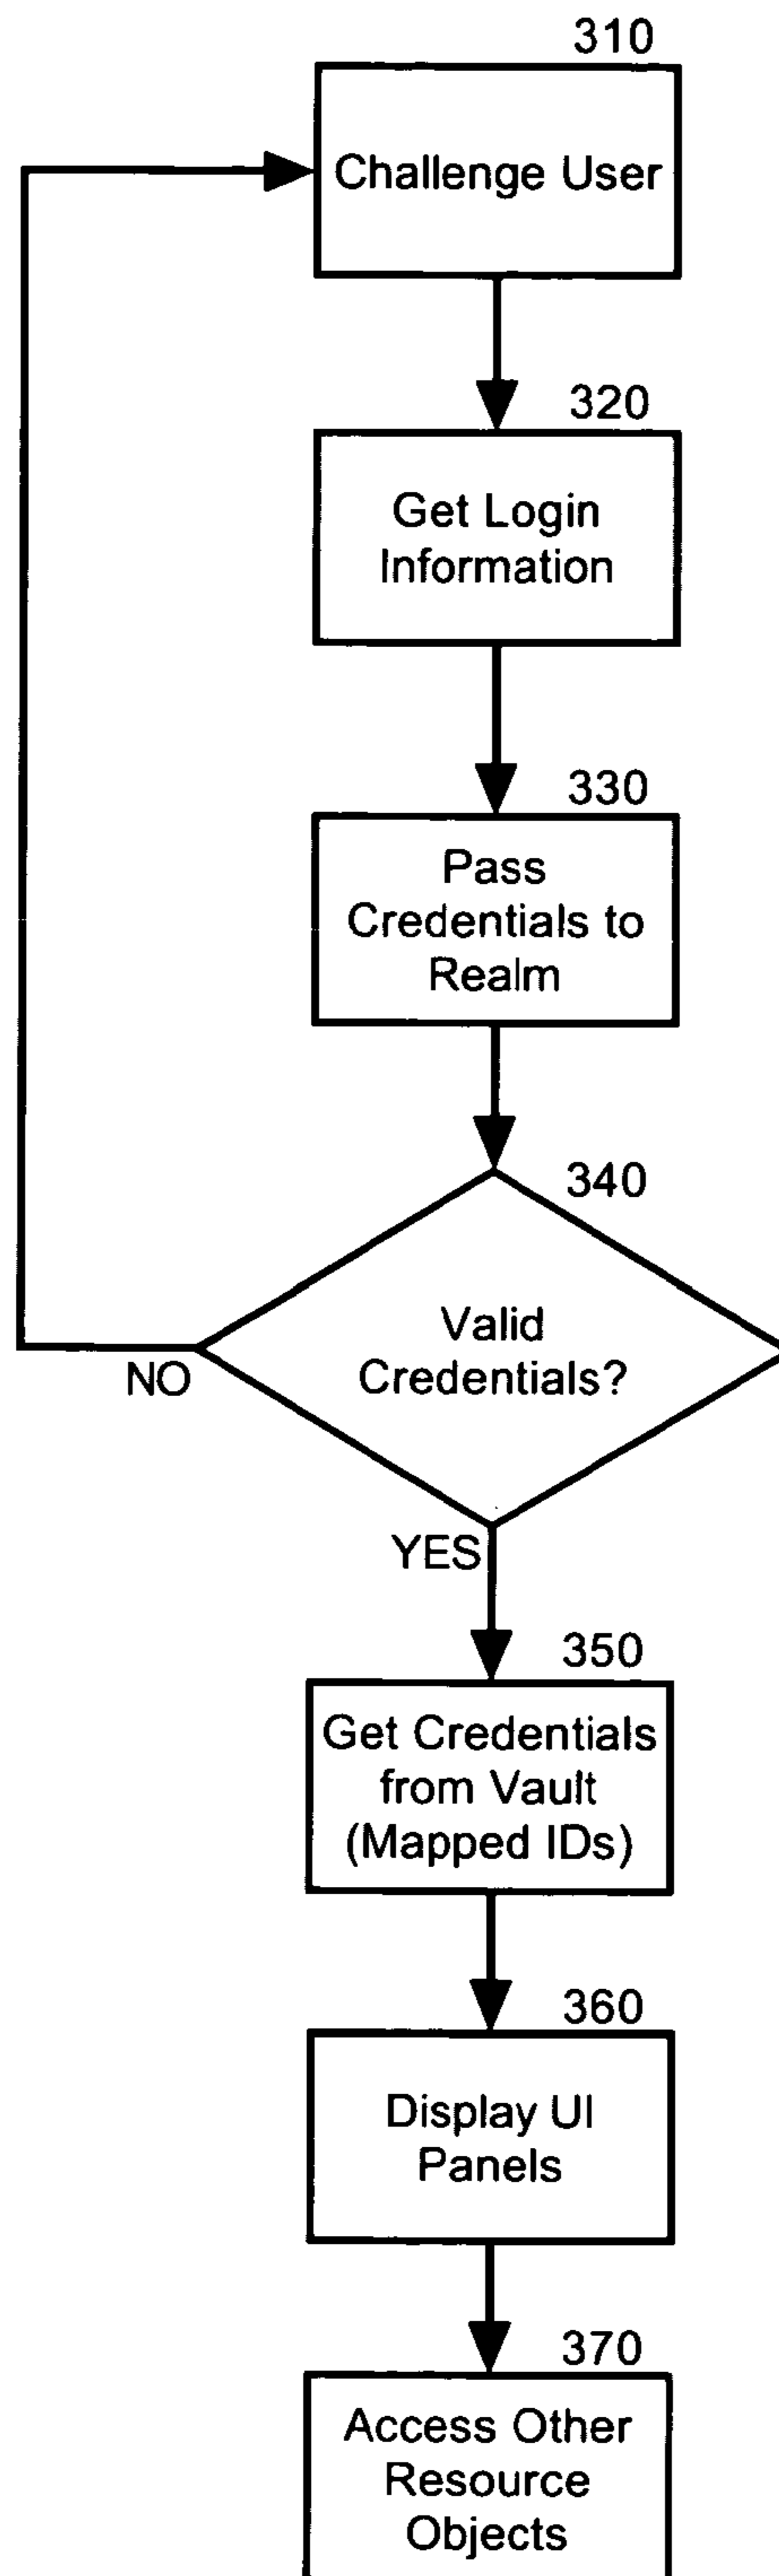 310
Challenge User
320
Get Login
Information
330
Pass
Credentials to
Realm
340
Valid
Credentials?
NO
YES
350
Get Credentials
from Vault
(Mapped IDs)
360
Display UI
Panels
370
Access Other
Resource
Objects